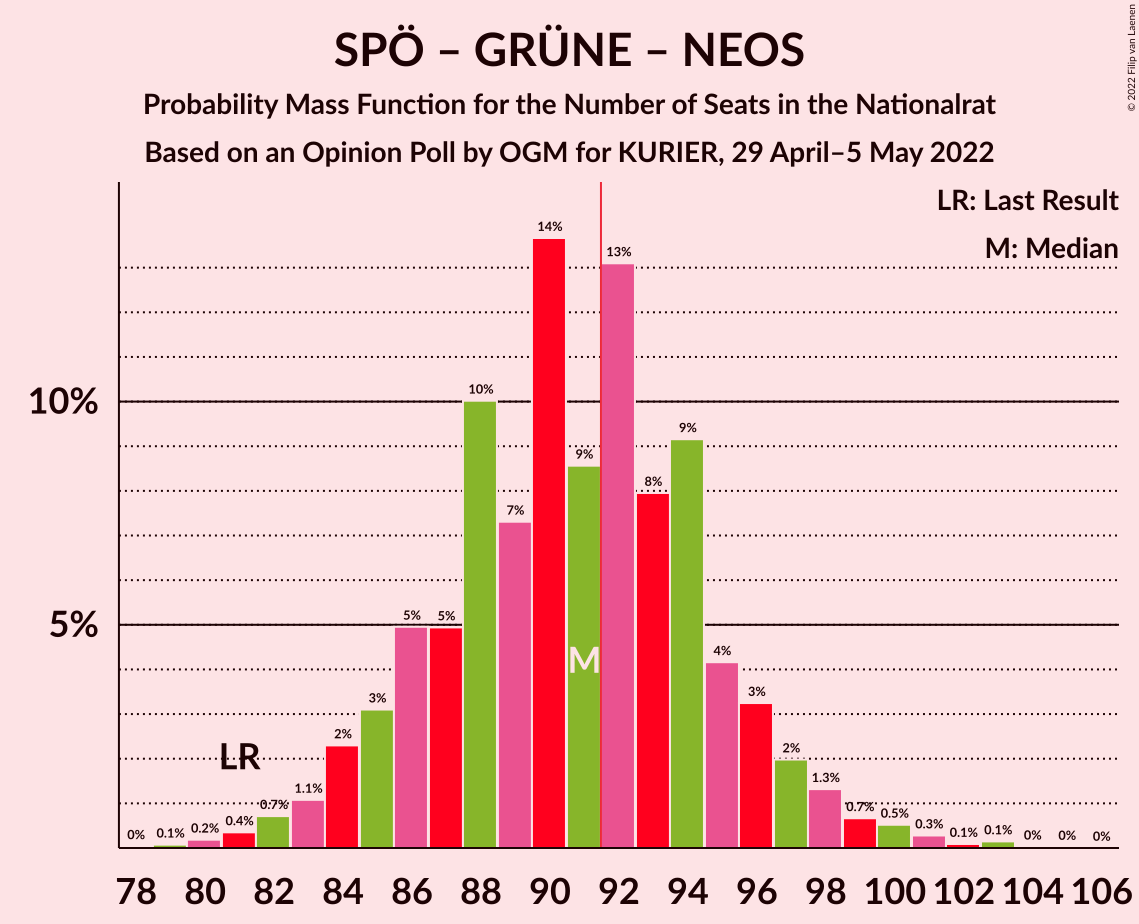 © 2022 Filip van Laenen
SPÖ – GRÜNE – NEOS
Probability Mass Function for the Number of Seats in the Nationalrat
Based on an Opinion Poll by OGM for KURIER, 29 April–5 May 2022
LR: Last Result
M: Median
10%
5%
0% 0.1% 0.2% 0.4% 0.7% 1.1% 2% 3% 5% 5% 10% 7% 14% 9% 13% 8% 9% 4% 3% 2% 1.3% 0.7% 0.5% 0.3% 0.1% 0.1% 0% 0% 0%
LR
M
78 80 82 84 86 88 90 92 94 96 98 100 102 104 106